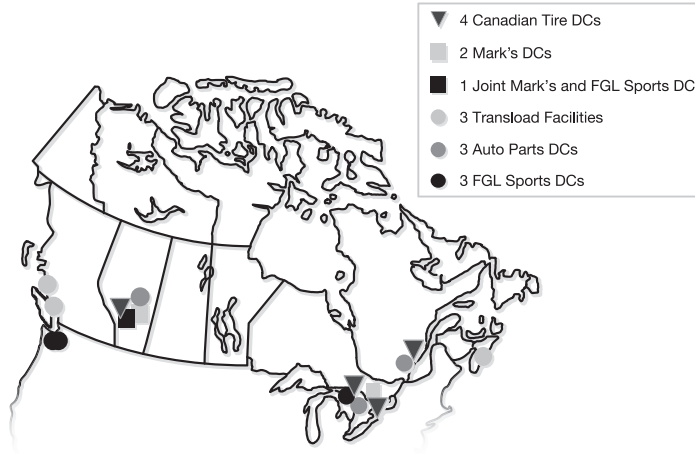 4 Canadian Tire DCs
2 Mark's DCs
1 Joint Mark's and FGL Sports DC
3 Transload Facilities
3 Auto Parts DCs
3 FGL Sports DCs